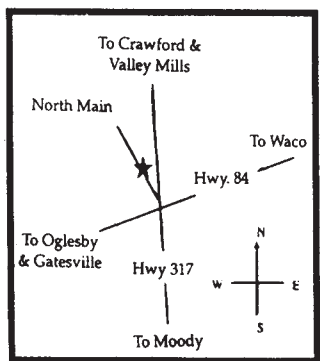 To Crawford &
Valley Mills
North Main
To Waco
Hwy. 84
To Oglesby
& Gatesville
Hwy 317
N
W E
S
To Moody